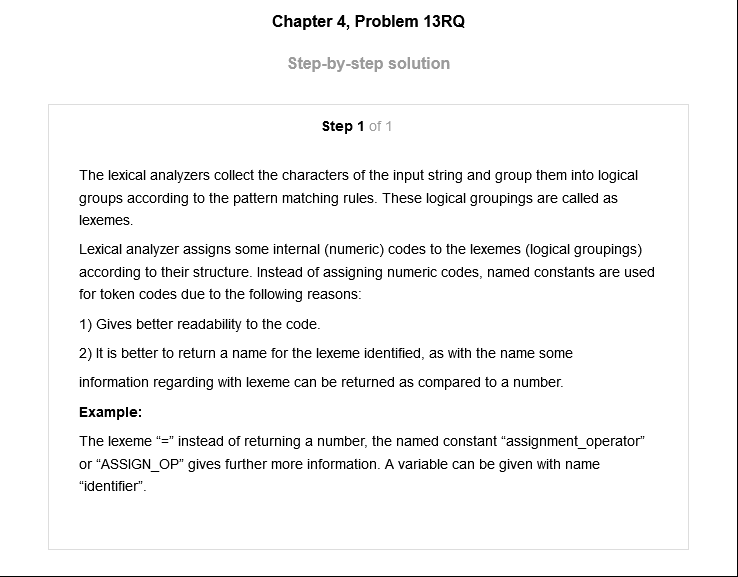 Chapter 4, Problem 13RQ
Step-by-step solution
Step 1 of 1
The lexical analyzers collect the characters of the input string and group them into logical
groups according to the pattern matching rules. These logical groupings are called as
lexemes.
Lexical analyzer assigns some internal (numeric) codes to the lexemes (logical groupings)
according to their structure. Instead of assigning numeric codes, named constants are used
for token codes due to the following reasons:
1) Gives better readability to the code.
2) It is better to return a name for the lexeme identified, as with the name some
information regarding with lexeme can be returned as compared to a number.
Example:
The lexeme “=” instead of returning a number, the named constant “assignment_operator”
or “ASSIGN_OP” gives further more information. A variable can be given with name
“identifier”.